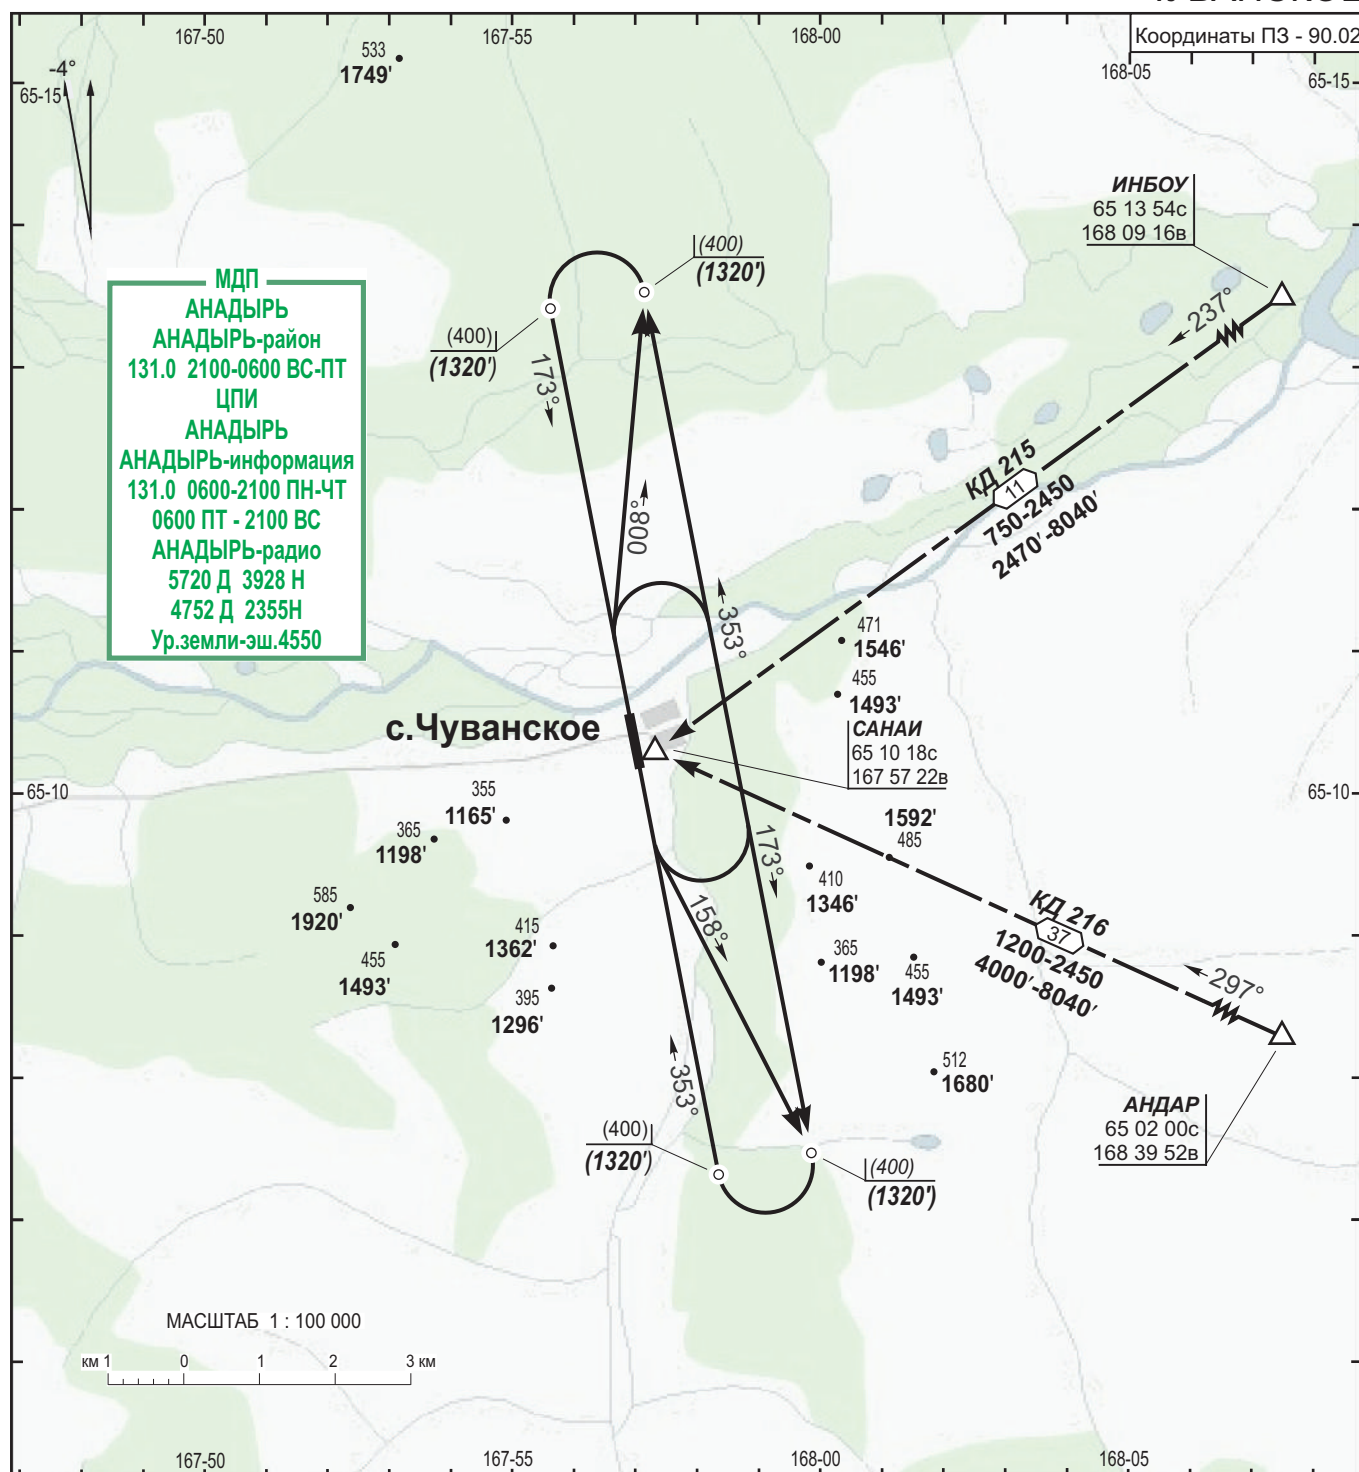 167-50
167-55
168-00
Координаты ПЗ - 90.02
168-05
-4°
65-15
65-15
533
1749'
ИНБОУ
65 13 54с
168 09 16в
(400)
(1320')
(400)
(1320')
МДП
АНАДЫРЬ
АНАДЫРЬ-район
131.0 2100-0600 ВС-ПТ
ЦПИ
АНАДЫРЬ
АНАДЫРЬ-информация
131.0 0600-2100 ПН-ЧТ
0600 ПТ - 2100 ВС
АНАДЫРЬ-радио
5720 Д 3928 Н
4752 Д 2355Н
Ур.земли-эш.4550
237°
173°
КД 215
11
750-2450
2470'-8040'
008°
353°
471
1546'
455
1493'
с.Чуванское
САНАИ
65 10 18с
167 57 22в
65-10
65-10
355
1165'
365
1198'
1592'
485
173°
410
1346'
585
1920'
415
1362'
455
1493'
395
1296'
158°
365
1198'
455
1493'
КД 216
37
1200-2450
4000'-8040'
297°
512
1680'
353°
АНДАР
65 02 00с
168 39 52в
(400)
(1320')
(400)
(1320')
МАСШТАБ 1 : 100 000
км 1 0 1 2 3 км
167-50
167-55
168-00
168-05